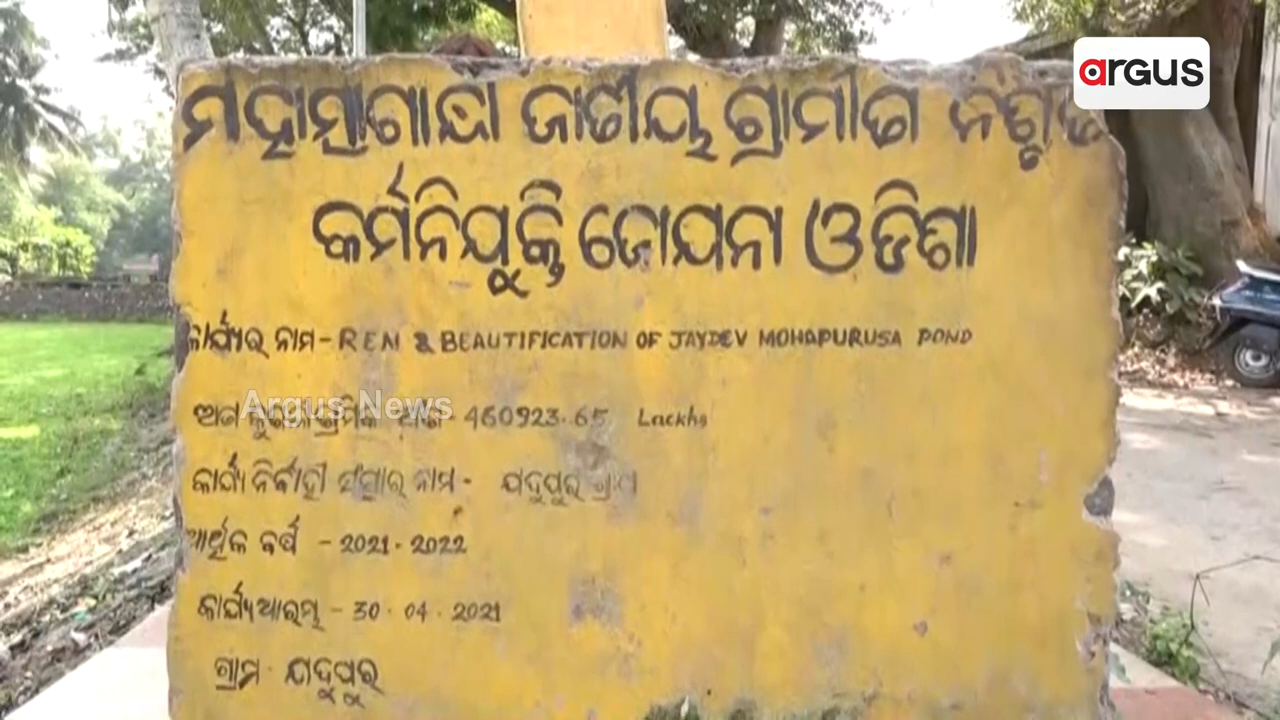 argus
ମହାତ୍ମାଗାନ୍ଧୀ ଜାତୀୟ ଗ୍ରାମୀଣ ନିଶ୍ଚିତ
କର୍ମନିଯୁକ୍ତି ଯୋଜନା ଓଡିଶା
କାର୍ଯ୍ୟର ନାମ - REN & BEAUTIFICATION OF JAYDEV MOHAPURUSA POND
Argus News
460923.65 Lackhs
କାର୍ଯ୍ୟ ନିର୍ବାହୀ ସଂସ୍ଥାର ନାମ - ଯଦୁପୁର ଗ୍ରାପ
ଆର୍ଥିକ ବର୍ଷ - 2021-2022
କାର୍ଯ୍ୟଆରମ୍ଭ - 30.04.2021
ଗ୍ରାମ - ଯଦୁପୁର